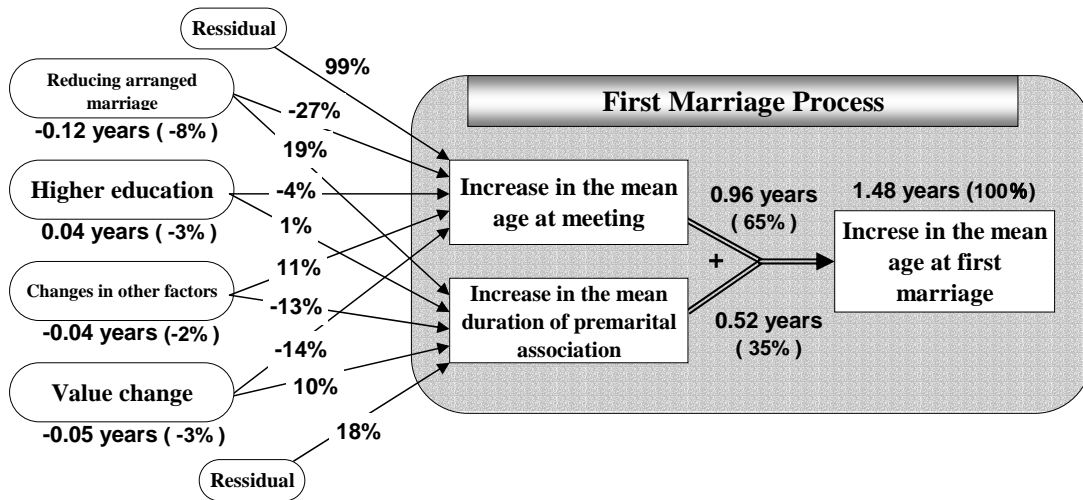 Ressidual
99%
Reducing arranged
marriage
-0.12 years ( -8%)
-27%
19%
First Marriage Process
Higher education
0.04 years ( -3%)
-4%
1%
Increase in the mean
age at meeting
0.96 years
( 65%)
1.48 years (100%)
Increse in the mean
age at first
marriage
+
Changes in other factors
-0.04 years (-2%)
11%
-13%
Increase in the mean
duration of premarital
association
0.52 years
( 35%)
-14%
Value change
-0.05 years ( -3%)
10%
18%
Ressidual